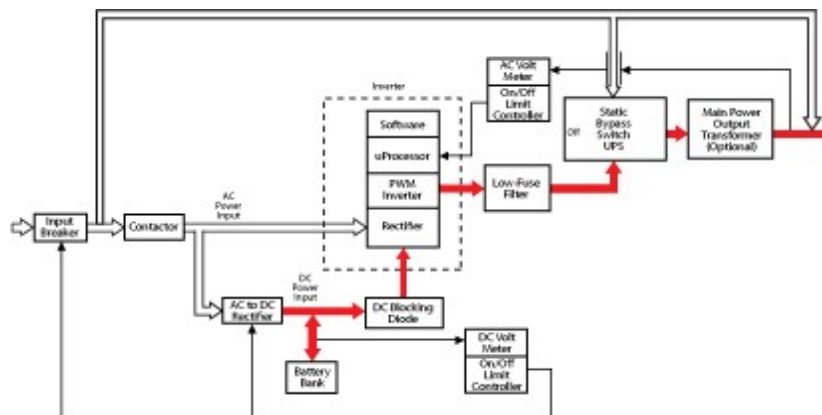 Inverter
AC Volt
Meter
On/Off
Limit
Controller
Software
uProcessor
PWM
Inverter
Rectifier
Off
Static
Bypass
Switch
UPS
Main Power
Output
Transformer
(Optional)
Low-Fuse
Filter
AC
Power
Input
Input
Breaker
Contactor
DC
Power
Input
AC to DC
Rectifier
DC Blocking
Diode
Battery
Bank
DC Volt
Meter
On/Off
Limit
Controller